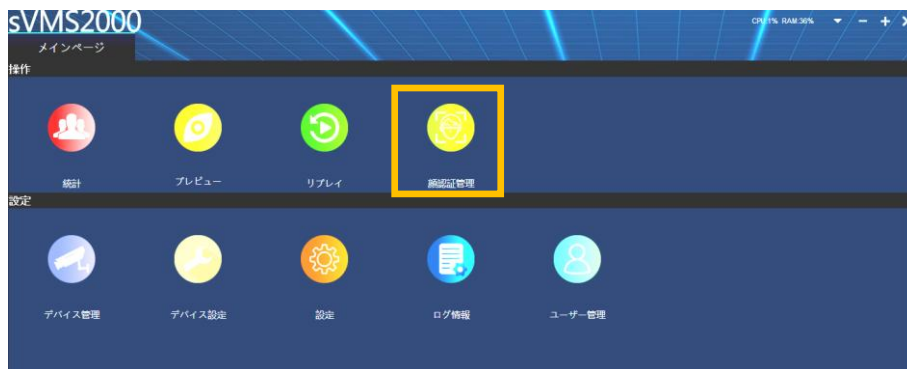 sVMS2000
CPU:1% RAM:36%
メインページ
操作
統計
プレビュー
リプレイ
顔認証管理
設定
デバイス管理
デバイス設定
設定
ログ情報
ユーザー管理